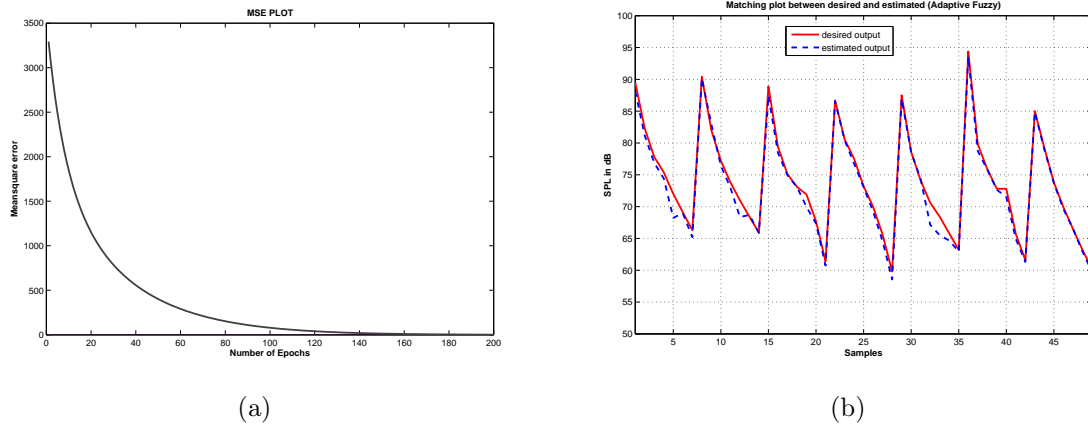 MSE PLOT
3500
3000
2500
2000
1500
1000
500
0
Meansquare error
0 20 40 60 80 100 120 140 160 180 200
Number of Epochs
(a)
Matching plot between desired and estimated (Adaptive Fuzzy)
desired output
estimated output
100
95
90
85
80
75
70
65
60
55
50
SPL in dB
5 10 15 20 25 30 35 40 45
Samples
(b)